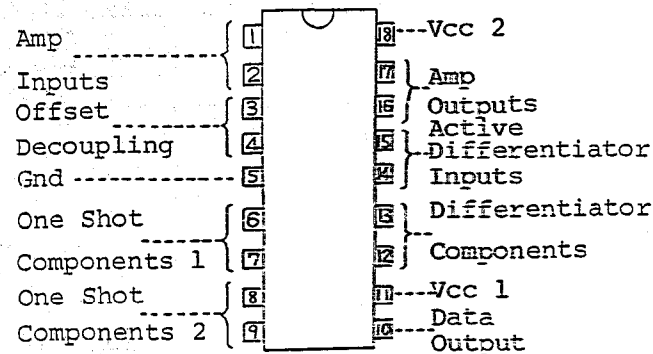 Amp
Inputs
Offset
Decoupling
Gnd
One Shot
Components 1
One Shot
Components 2
1
2
3
4
5
6
7
8
9
18
17
16
15
14
13
12
11
10
Vcc 2
Amp
Outputs
Active
Differentiator
Inputs
Differentiator
Components
Vcc 1
Data
Output